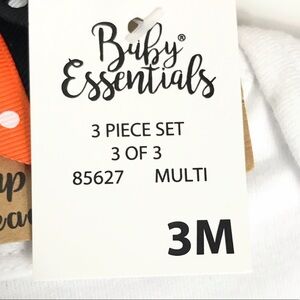 Baby®
Essentials
3 PIECE SET
3 OF 3
85627 MULTI
3M